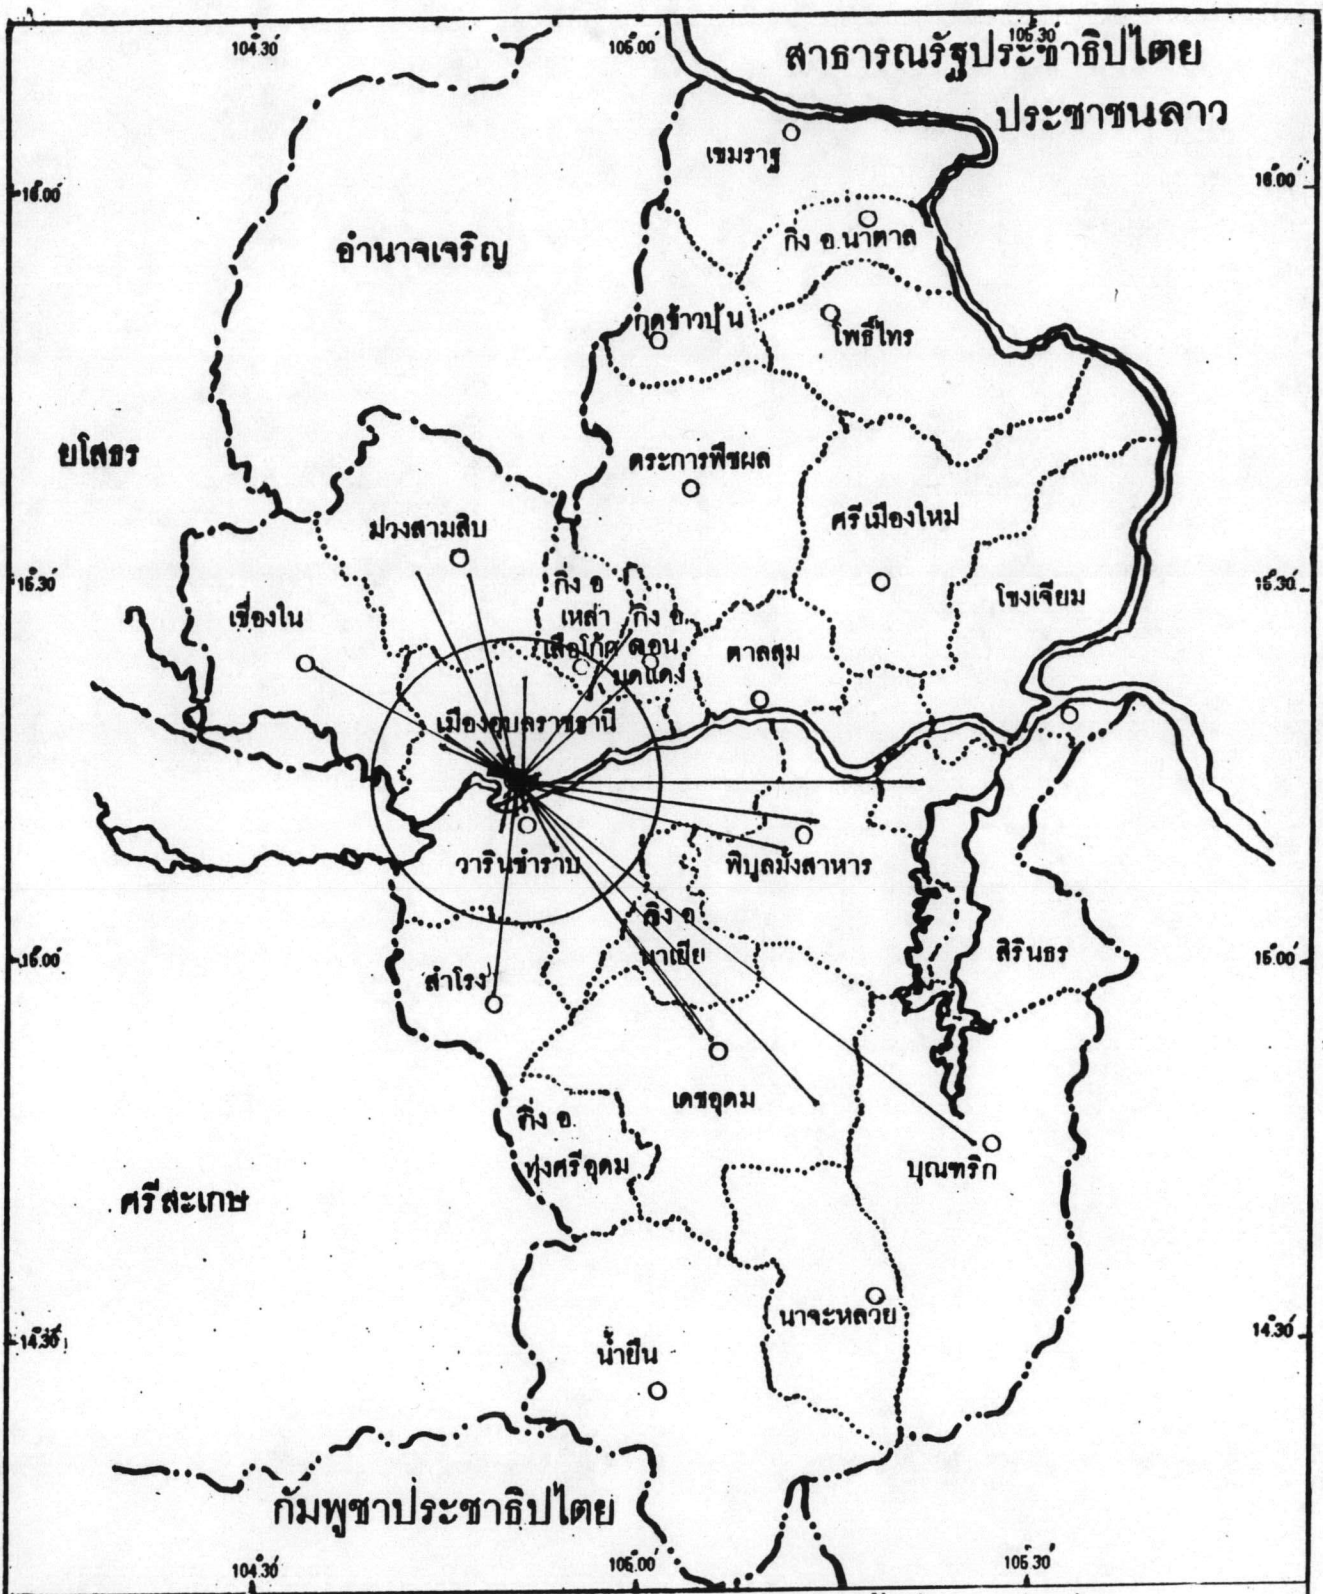 104°30′
105°00′
105°30′
สาธารณรัฐประชาธิปไตย
ประชาชนลาว
เขมราฐ
16°00′
16°00′
อำนาจเจริญ
กิ่ง อ.นาตาล
กุดข้าวปุ้น
โพธิ์ไทร
ยโสธร
ตระการพืชผล
ศรีเมืองใหม่
ม่วงสามสิบ
15°30′
15°30′
กิ่ง อ
เหล่า
เสือโก้ก
กิ่ง อ.
ดอน
มดแดง
โขงเจียม
เขื่องใน
ตาลสุม
เมืองอุบลราชธานี
วารินชำราบ
พิบูลมังสาหาร
กิ่ง อ
นาเยีย
สิรินธร
15°00′
15°00′
สำโรง
เดชอุดม
กิ่ง อ.
ทุ่งศรีอุดม
บุณฑริก
ศรีสะเกษ
นาจะหลวย
14°30′
14°30′
น้ำยืน
กัมพูชาประชาธิปไตย
104°30′
105°00′
105°30′